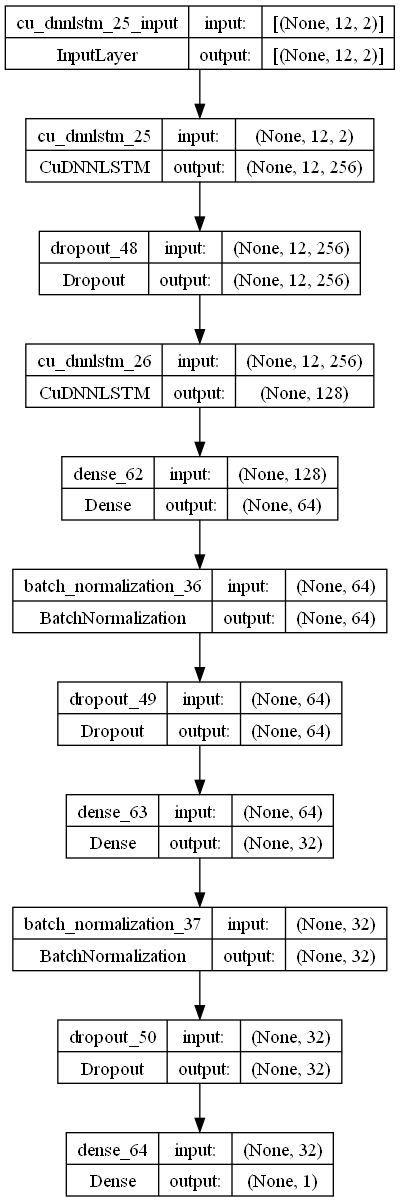 cu_dnnlstm_25_input input: [(None, 12, 2)]
InputLayer output: [(None, 12, 2)]
cu_dnnlstm_25 input: (None, 12, 2)
CuDNNLSTM output: (None, 12, 256)
dropout_48 input: (None, 12, 256)
Dropout output: (None, 12, 256)
cu_dnnlstm_26 input: (None, 12, 256)
CuDNNLSTM output: (None, 128)
dense_62 input: (None, 128)
Dense output: (None, 64)
batch_normalization_36 input: (None, 64)
BatchNormalization output: (None, 64)
dropout_49 input: (None, 64)
Dropout output: (None, 64)
dense_63 input: (None, 64)
Dense output: (None, 32)
batch_normalization_37 input: (None, 32)
BatchNormalization output: (None, 32)
dropout_50 input: (None, 32)
Dropout output: (None, 32)
dense_64 input: (None, 32)
Dense output: (None, 1)